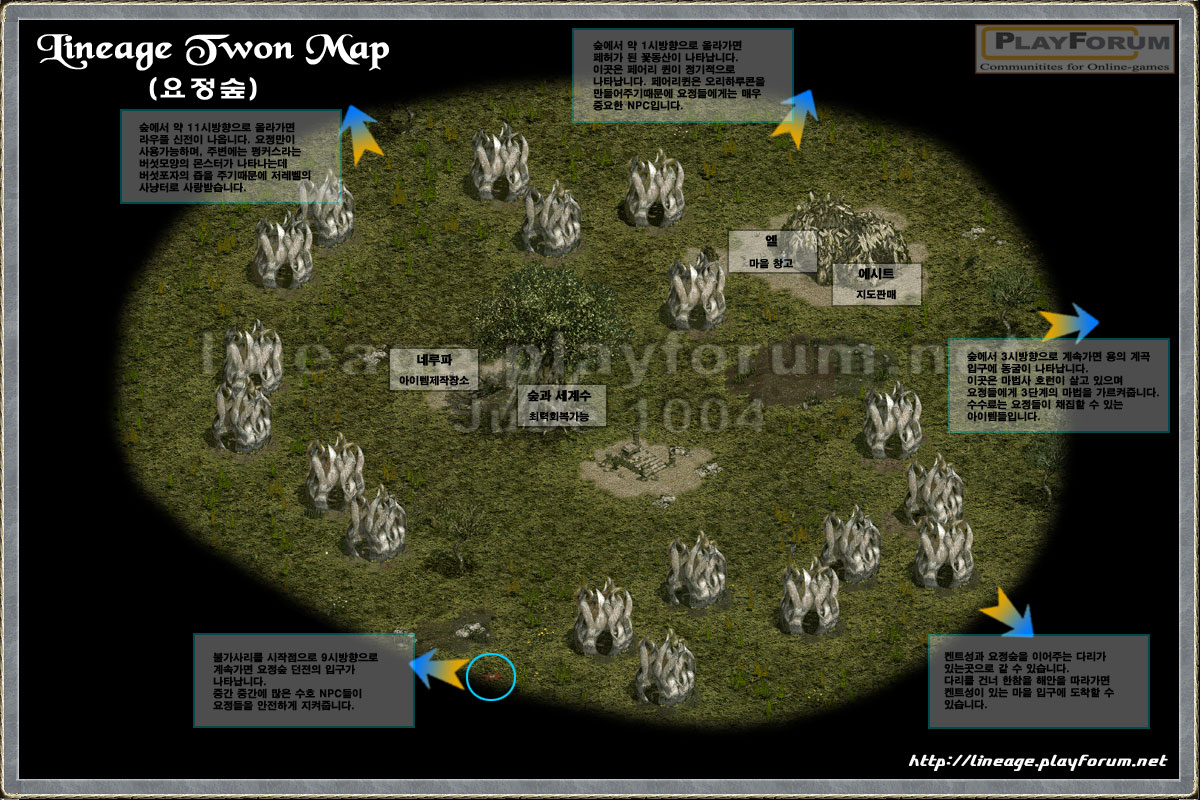 Lineage Twon Map
(요정숲)
PLAYFORUM
Communitites for Online-games
숲에서 약 1시방향으로 올라가면
폐허가 된 꽃동산이 나타납니다.
이곳은 페어리 퀸이 정기적으로
나타납니다. 페어리퀸은 오리하루콘을
만들어주기때문에 요정들에게는 매우
중요한 NPC입니다.
숲에서 약 11시방향으로 올라가면
라우풀 신전이 나옵니다. 요정만이
사용가능하며, 주변에는 펑커스라는
버섯모양의 몬스터가 나타나는데
버섯포자의 즙을 주기때문에 저레벨의
사냥터로 사랑받습니다.
엘
마을 창고
에시트
지도판매
네루파
아이템제작장소
숲과 세계수
최력회복가능
lineage.playforum.net
June 1004
숲에서 3시방향으로 계속가면 용의 계곡
입구에 동굴이 나타납니다.
이곳은 마법사 호런이 살고 있으며
요정들에게 3단계의 마법을 가르켜줍니다.
수수료는 요정들이 채집할 수 있는
아이템들입니다.
불가사리를 시작점으로 9시방향으로
계속가면 요정숲 던전의 입구가
나타납니다.
중간 중간에 많은 수호 NPC들이
요정들을 안전하게 지켜줍니다.
켄트성과 요정숲을 이어주는 다리가
있는곳으로 갈 수 있습니다.
다리를 건너 한참을 해안을 따라가면
켄트성이 있는 마을 입구에 도착할 수
있습니다.
http://lineage.playforum.net